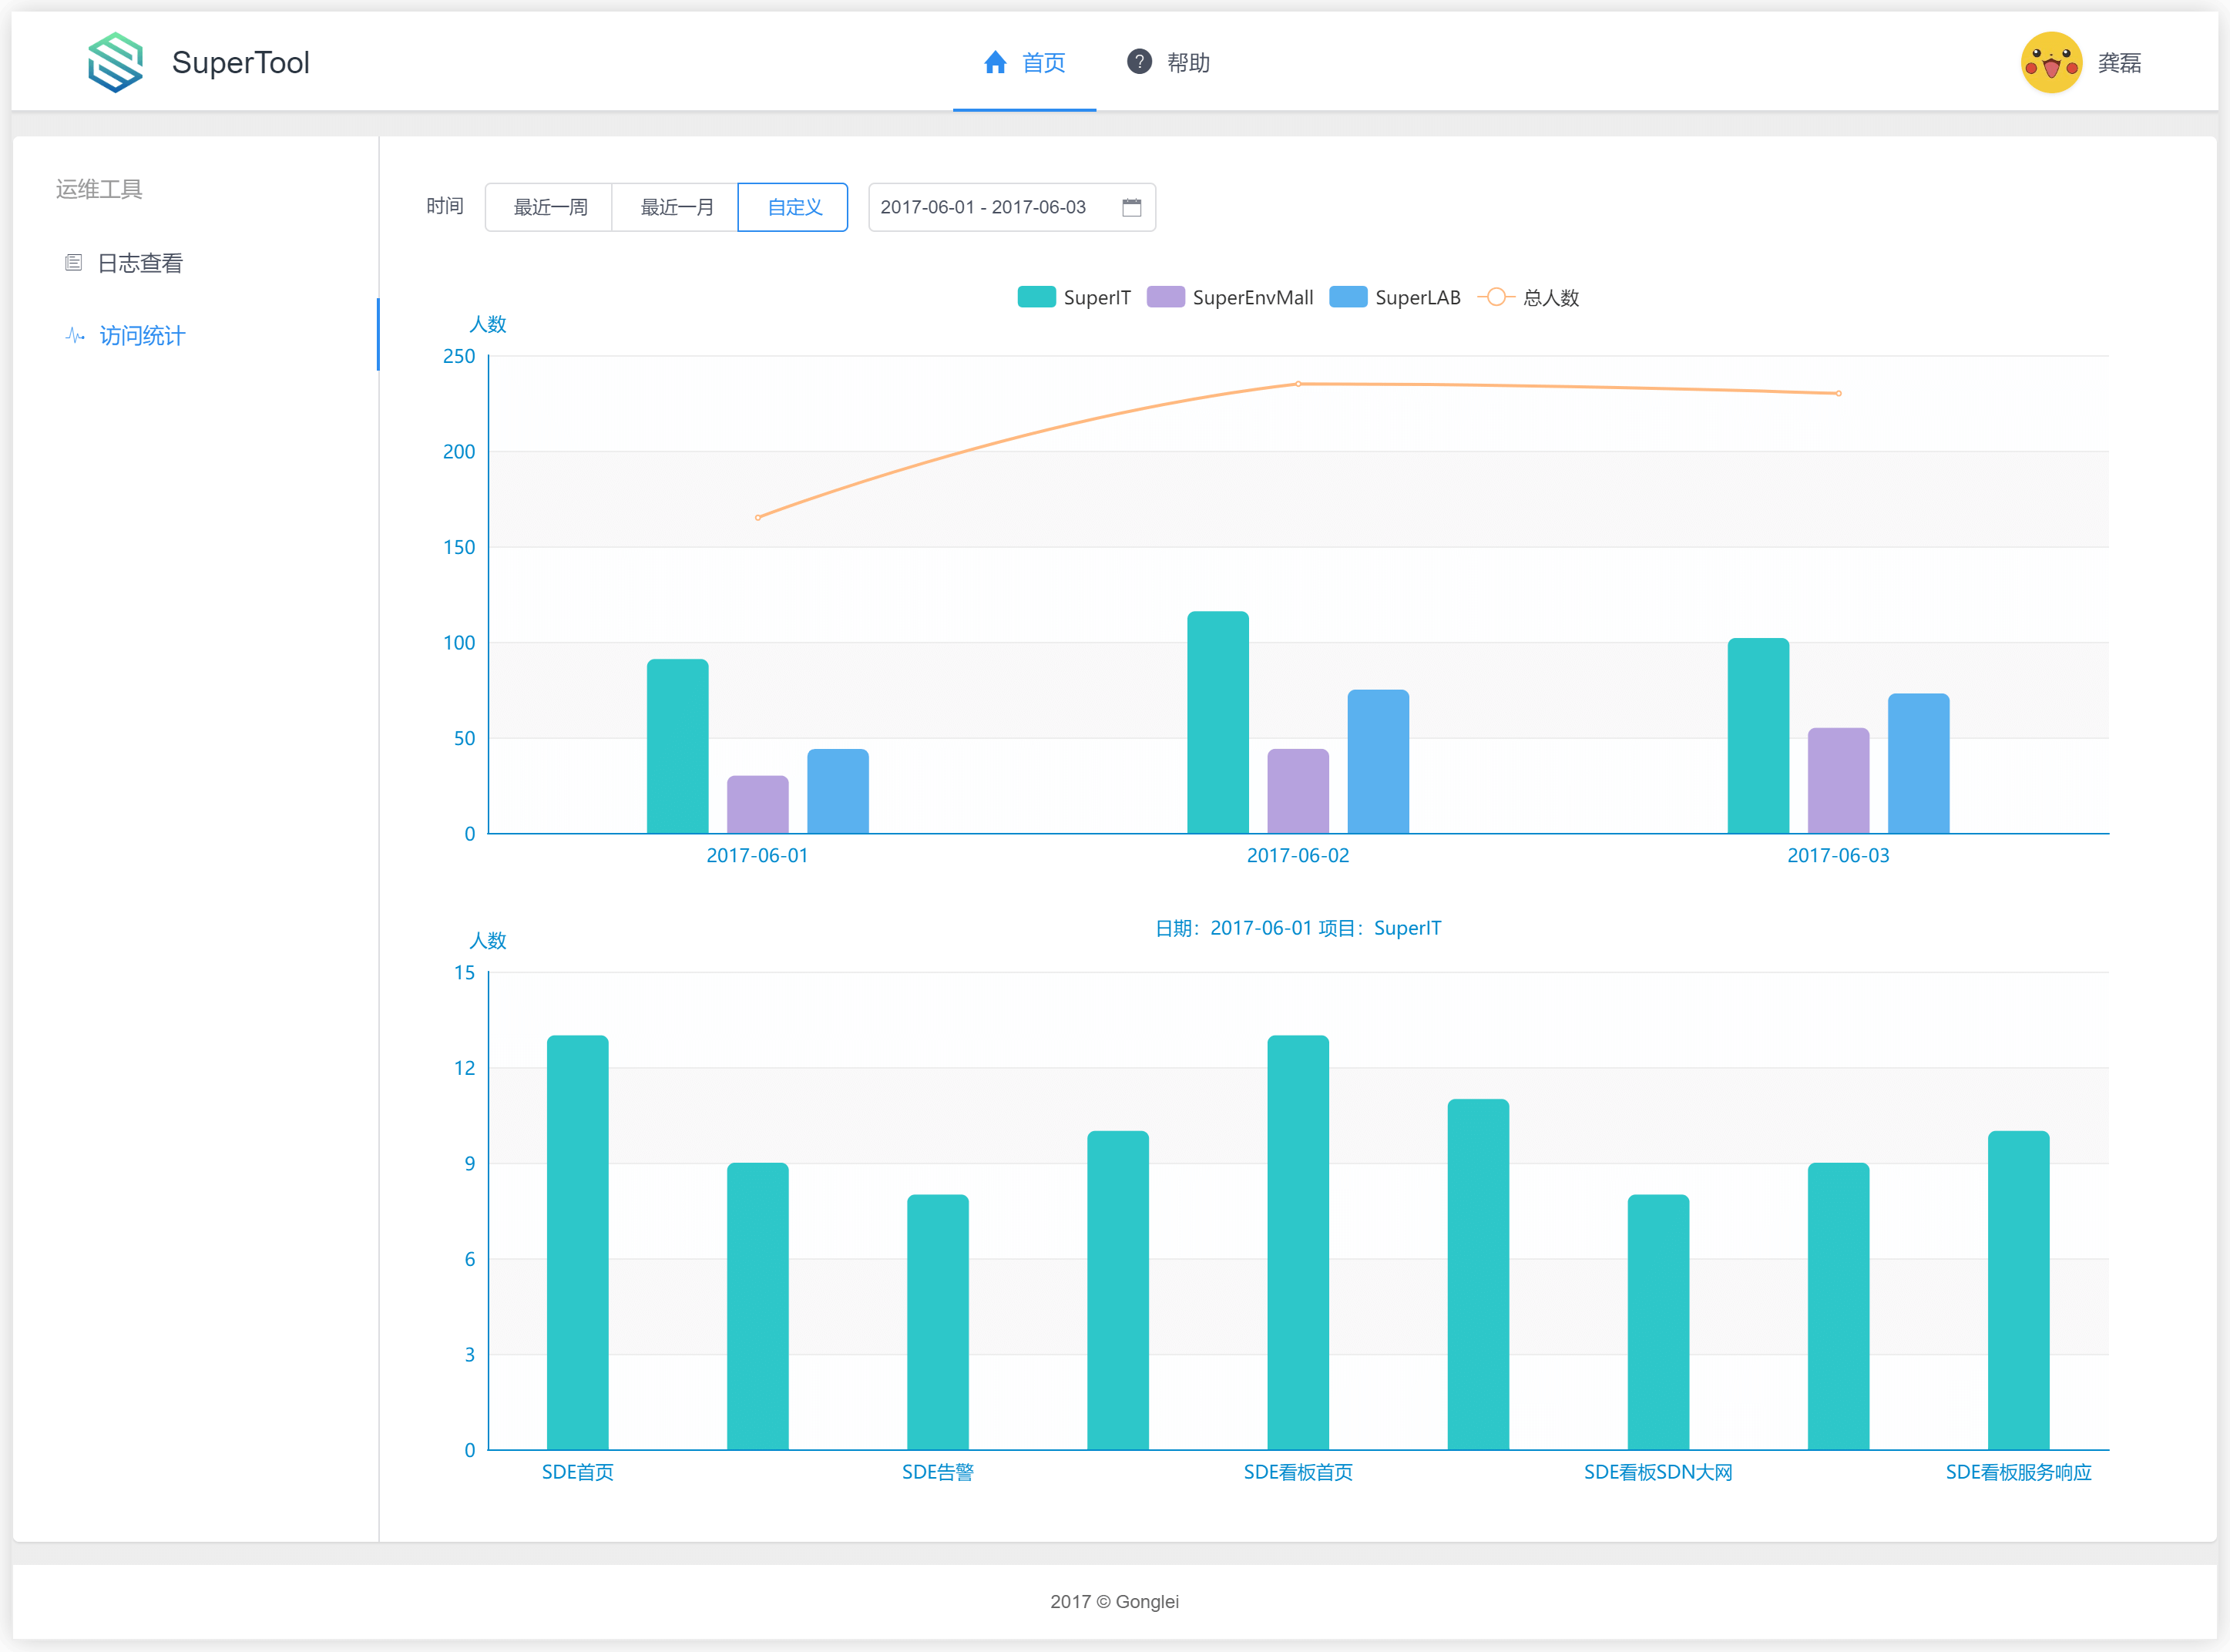 SuperTool
首页
帮助
龚磊
运维工具
日志查看
访问统计
时间 最近一周 最近一月 自定义 2017-06-01 - 2017-06-03
SuperIT SuperEnvMall SuperLAB 总人数
人数
250
200
150
100
50
0
2017-06-01 2017-06-02 2017-06-03
日期：2017-06-01 项目：SuperIT
人数
15
12
9
6
3
0
SDE首页 SDE告警 SDE看板首页 SDE看板SDN大网 SDE看板服务响应
2017 © Gonglei